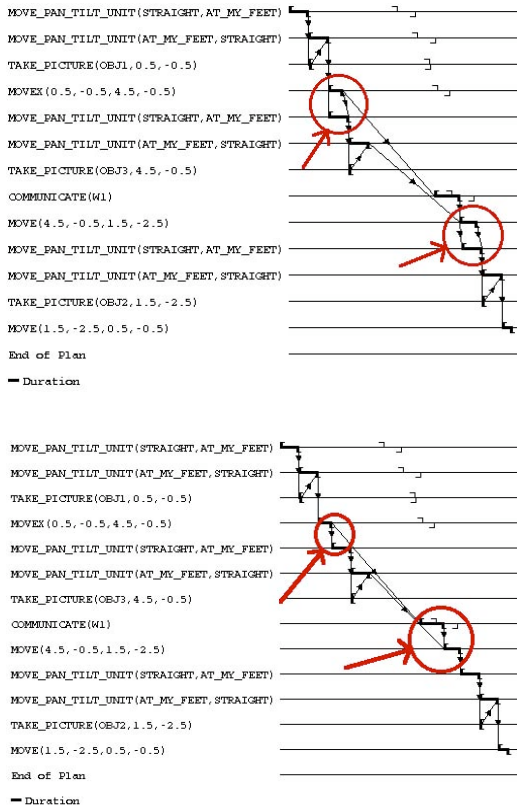 MOVE_PAN_TILT_UNIT(STRAIGHT,AT_MY_FEET)
MOVE_PAN_TILT_UNIT(AT_MY_FEET,STRAIGHT)
TAKE_PICTURE(OBJ1,0.5,-0.5)
MOVEX(0.5,-0.5,4.5,-0.5)
MOVE_PAN_TILT_UNIT(STRAIGHT,AT_MY_FEET)
MOVE_PAN_TILT_UNIT(AT_MY_FEET,STRAIGHT)
TAKE_PICTURE(OBJ3,4.5,-0.5)
COMMUNICATE(W1)
MOVE(4.5,-0.5,1.5,-2.5)
MOVE_PAN_TILT_UNIT(STRAIGHT,AT_MY_FEET)
MOVE_PAN_TILT_UNIT(AT_MY_FEET,STRAIGHT)
TAKE_PICTURE(OBJ2,1.5,-2.5)
MOVE(1.5,-2.5,0.5,-0.5)
End of Plan
Duration
MOVE_PAN_TILT_UNIT(STRAIGHT,AT_MY_FEET)
MOVE_PAN_TILT_UNIT(AT_MY_FEET,STRAIGHT)
TAKE_PICTURE(OBJ1,0.5,-0.5)
MOVEX(0.5,-0.5,4.5,-0.5)
MOVE_PAN_TILT_UNIT(STRAIGHT,AT_MY_FEET)
MOVE_PAN_TILT_UNIT(AT_MY_FEET,STRAIGHT)
TAKE_PICTURE(OBJ3,4.5,-0.5)
COMMUNICATE(W1)
MOVE(4.5,-0.5,1.5,-2.5)
MOVE_PAN_TILT_UNIT(STRAIGHT,AT_MY_FEET)
MOVE_PAN_TILT_UNIT(AT_MY_FEET,STRAIGHT)
TAKE_PICTURE(OBJ2,1.5,-2.5)
MOVE(1.5,-2.5,0.5,-0.5)
End of Plan
Duration